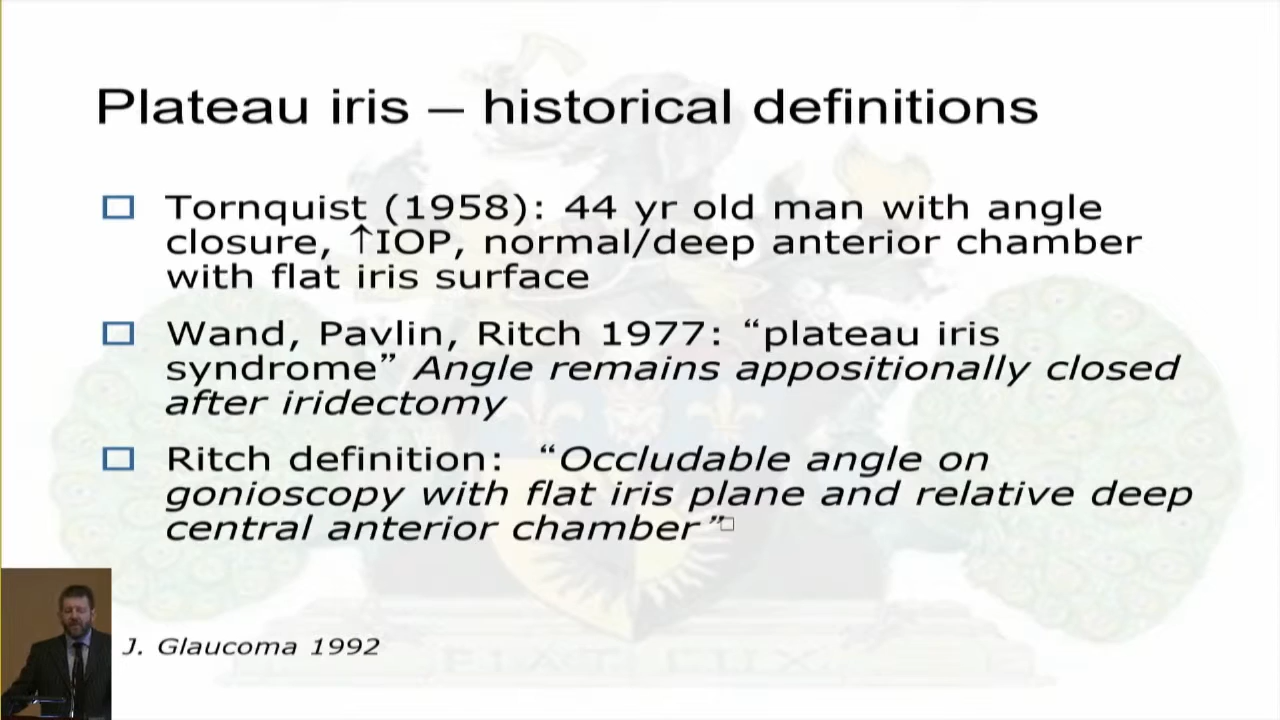 Plateau iris – historical definitions
Tornquist (1958): 44 yr old man with angle
closure, ↑IOP, normal/deep anterior chamber
with flat iris surface
Wand, Pavlin, Ritch 1977: “plateau iris
syndrome” Angle remains appositionally closed
after iridectomy
Ritch definition: “Occludable angle on
gonioscopy with flat iris plane and relative deep
central anterior chamber”
J. Glaucoma 1992
FIAT LUX